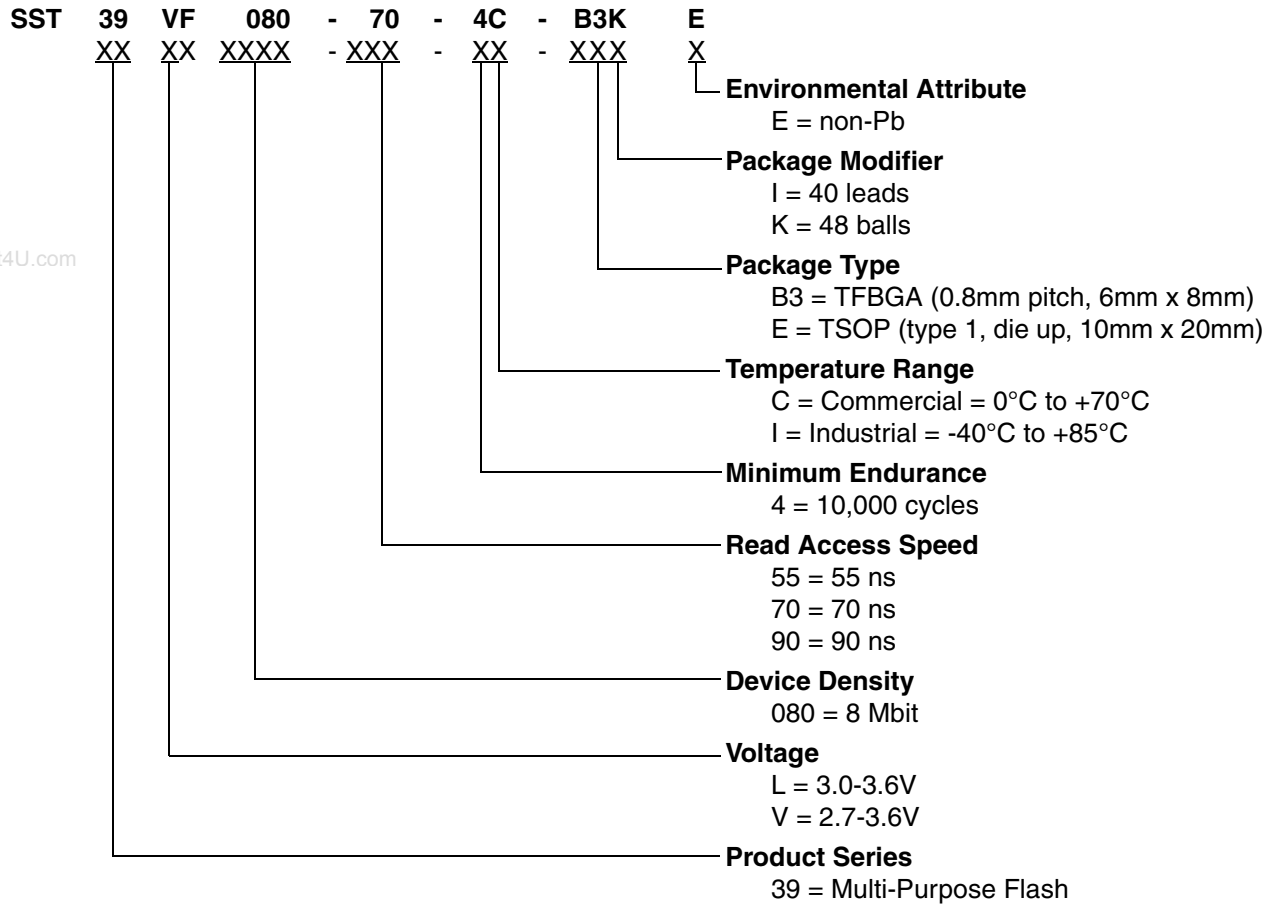 SST 39 VF 080 - 70 - 4C - B3K E
XX XX XXXX - XXX - XX - XXX X
Environmental Attribute
E = non-Pb
Package Modifier
I = 40 leads
K = 48 balls
t4U.com
Package Type
B3 = TFBGA (0.8mm pitch, 6mm x 8mm)
E = TSOP (type 1, die up, 10mm x 20mm)
Temperature Range
C = Commercial = 0°C to +70°C
I = Industrial = -40°C to +85°C
Minimum Endurance
4 = 10,000 cycles
Read Access Speed
55 = 55 ns
70 = 70 ns
90 = 90 ns
Device Density
080 = 8 Mbit
Voltage
L = 3.0-3.6V
V = 2.7-3.6V
Product Series
39 = Multi-Purpose Flash